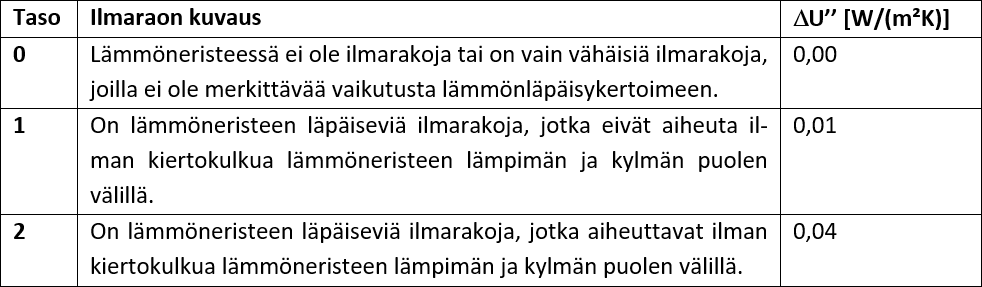 Taso Ilmaraon kuvaus ΔU’’ [W/(m²K)]
0 Lämmöneristeessä ei ole ilmarakoja tai on vain vähäisiä ilmarakoja, 0,00
joilla ei ole merkittävää vaikutusta lämmönläpäisykertoimeen.
1 On lämmöneristeen läpäiseviä ilmarakoja, jotka eivät aiheuta il- 0,01
man kiertokulkua lämmöneristeen lämpimän ja kylmän puolen
välillä.
2 On lämmöneristeen läpäiseviä ilmarakoja, jotka aiheuttavat ilman 0,04
kiertokulkua lämmöneristeen lämpimän ja kylmän puolen välillä.